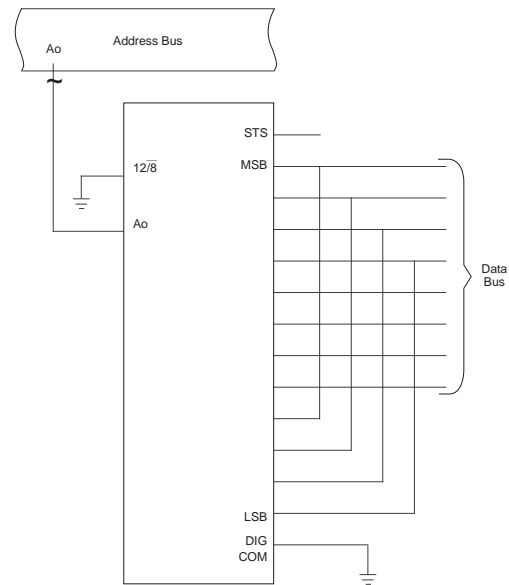 Address Bus
Ao
STS
12/8
MSB
Ao
Data
Bus
LSB
DIG
COM